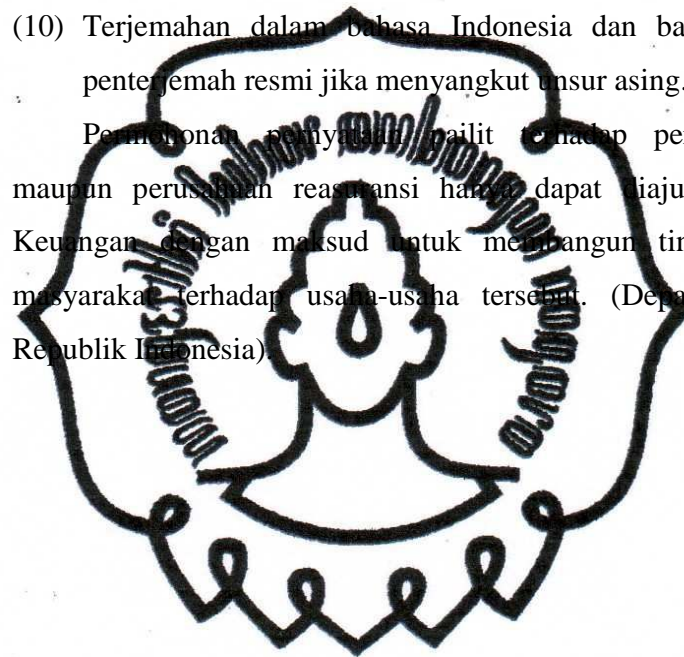 (10) Terjemahan dalam bahasa Indonesia dan ba
penterjemah resmi jika menyangkut unsur asing.
Permohonan pernyataan pailit terhadap per
maupun perusahaan reasuransi hanya dapat diaju
Keuangan dengan maksud untuk membangun tin
masyarakat terhadap usaha-usaha tersebut. (Depa
Republik Indonesia).